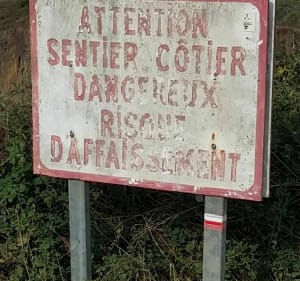 ATTENTION
SENTIER CÔTIER
DANGEREUX
RISQUE
D'AFFAISSEMENT